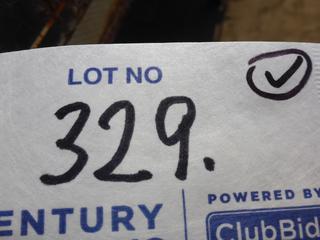 LOT NO
329.
ENTURY
POWERED BY
ClubBid